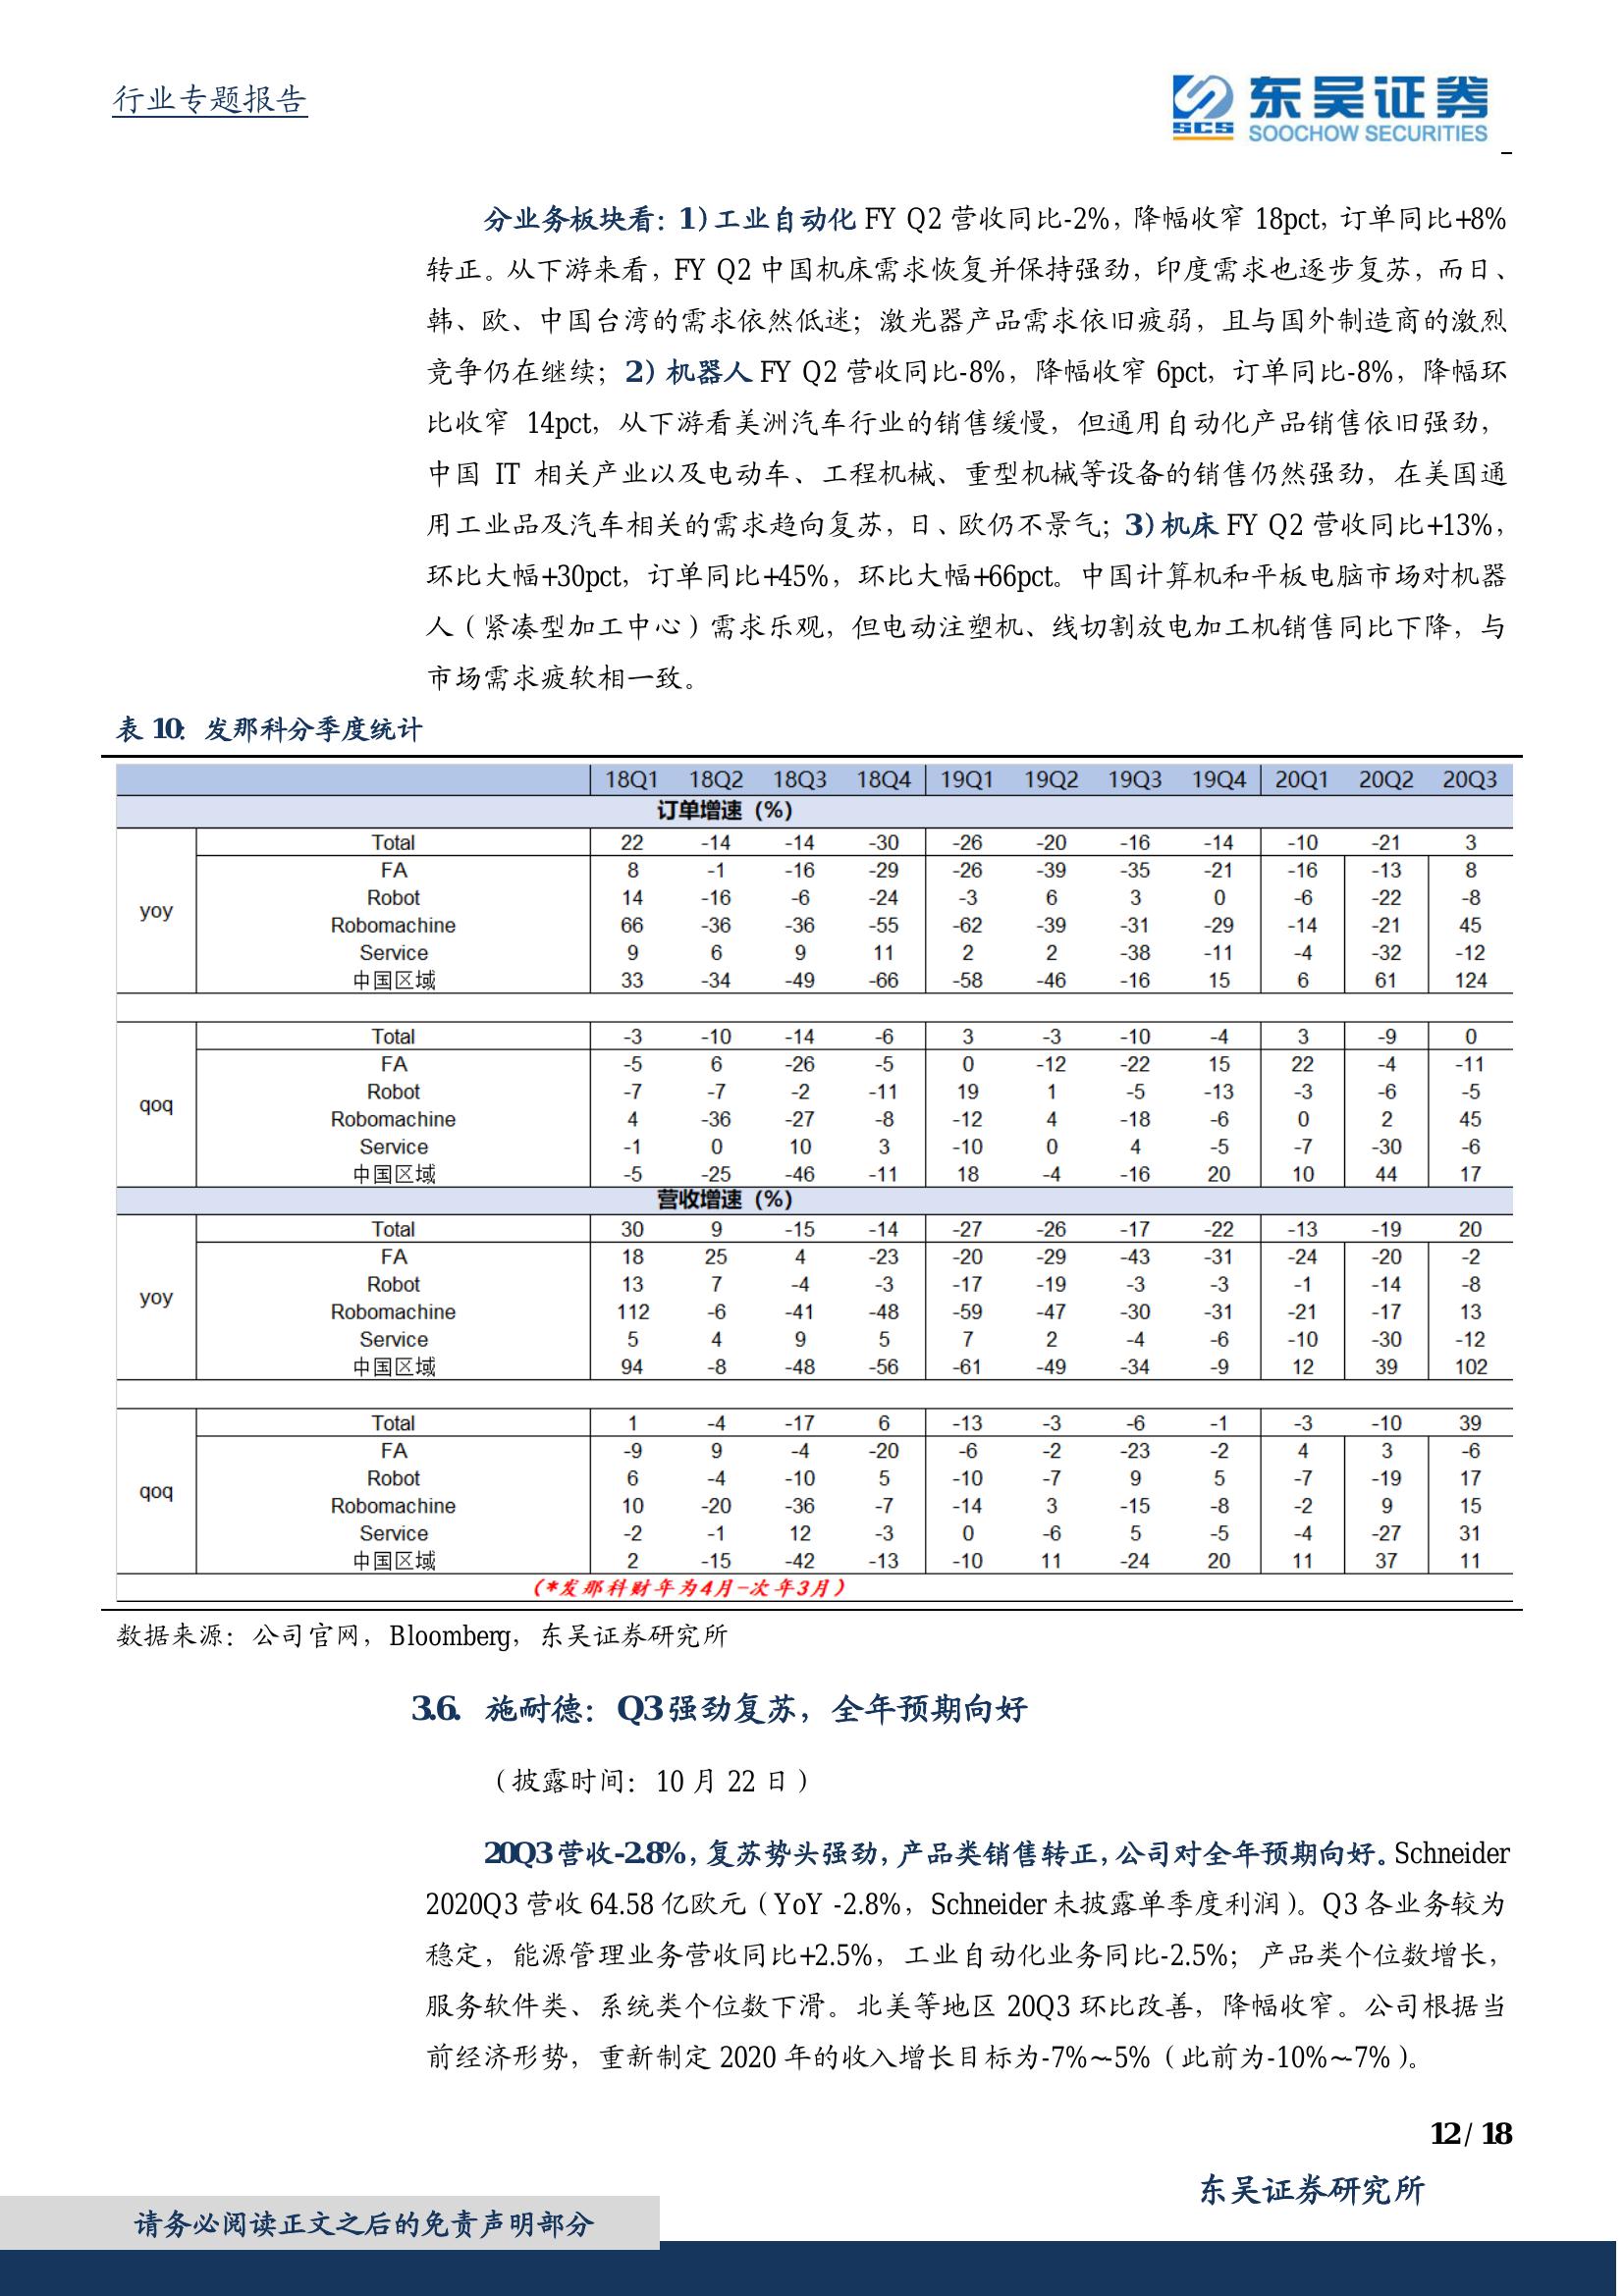 行业专题报告
东吴证券
SCS SOOCHOW SECURITIES
分业务板块看：1）工业自动化 FY Q2 营收同比-2%，降幅收窄 18pct，订单同比+8%
转正。从下游来看，FY Q2 中国机床需求恢复并保持强劲，印度需求也逐步复苏，而日、
韩、欧、中国台湾的需求依然低迷；激光器产品需求依旧疲弱，且与国外制造商的激烈
竞争仍在继续；2）机器人 FY Q2 营收同比-8%，降幅收窄 6pct，订单同比-8%，降幅环
比收窄 14pct，从下游看美洲汽车行业的销售缓慢，但通用自动化产品销售依旧强劲，
中国 IT 相关产业以及电动车、工程机械、重型机械等设备的销售仍然强劲，在美国通
用工业品及汽车相关的需求趋向复苏，日、欧仍不景气；3）机床 FY Q2 营收同比+13%，
环比大幅+30pct，订单同比+45%，环比大幅+66pct。中国计算机和平板电脑市场对机器
人（紧凑型加工中心）需求乐观，但电动注塑机、线切割放电加工机销售同比下降，与
市场需求疲软相一致。
表 10：发那科分季度统计
18Q1 18Q2 18Q3 18Q4 19Q1 19Q2 19Q3 19Q4 20Q1 20Q2 20Q3
订单增速（%）
Total 22 -14 -14 -30 -26 -20 -16 -14 -10 -21 3
FA 8 -1 -16 -29 -26 -39 -35 -21 -16 -13 8
Robot 14 -16 -6 -24 -3 6 3 0 -6 -22 -8
yoy
Robomachine 66 -36 -36 -55 -62 -39 -31 -29 -14 -21 45
Service 9 6 9 11 2 2 -38 -11 -4 -32 -12
中国区域 33 -34 -49 -66 -58 -46 -16 15 6 61 124
Total -3 -10 -14 -6 3 -3 -10 -4 3 -9 0
FA -5 6 -26 -5 0 -12 -22 15 22 -4 -11
Robot -7 -7 -2 -11 19 1 -5 -13 -3 -6 -5
qoq
Robomachine 4 -36 -27 -8 -12 4 -18 -6 0 2 45
Service -1 0 10 3 -10 0 4 -5 -7 -30 -6
中国区域 -5 -25 -46 -11 18 -4 -16 20 10 44 17
营收增速（%）
Total 30 9 -15 -14 -27 -26 -17 -22 -13 -19 20
FA 18 25 4 -23 -20 -29 -43 -31 -24 -20 -2
Robot 13 7 -4 -3 -17 -19 -3 -3 -1 -14 -8
yoy
Robomachine 112 -6 -41 -48 -59 -47 -30 -31 -21 -17 13
Service 5 4 9 5 7 2 -4 -6 -10 -30 -12
中国区域 94 -8 -48 -56 -61 -49 -34 -9 12 39 102
Total 1 -4 -17 6 -13 -3 -6 -1 -3 -10 39
FA -9 9 -4 -20 -6 -2 -23 -2 4 3 -6
Robot 6 -4 -10 5 -10 -7 9 5 -7 -19 17
qoq
Robomachine 10 -20 -36 -7 -14 3 -15 -8 -2 9 15
Service -2 -1 12 -3 0 -6 5 -5 -4 -27 31
中国区域 2 -15 -42 -13 -10 11 -24 20 11 37 11
（*发那科财年为4月-次年3月）
数据来源：公司官网，Bloomberg，东吴证券研究所
3.6. 施耐德：Q3 强劲复苏，全年预期向好
（披露时间：10 月 22 日）
20Q3 营收-2.8%，复苏势头强劲，产品类销售转正，公司对全年预期向好。Schneider
2020Q3 营收 64.58 亿欧元（YoY -2.8%，Schneider 未披露单季度利润）。Q3 各业务较为
稳定，能源管理业务营收同比+2.5%，工业自动化业务同比-2.5%；产品类个位数增长，
服务软件类、系统类个位数下滑。北美等地区 20Q3 环比改善，降幅收窄。公司根据当
前经济形势，重新制定 2020 年的收入增长目标为-7%~-5%（此前为-10%~-7%）。
12 / 18
东吴证券研究所
请务必阅读正文之后的免责声明部分